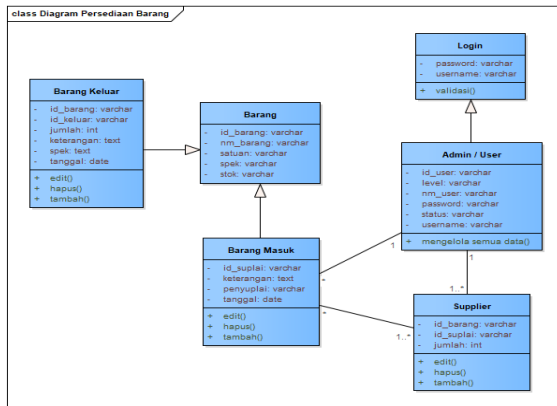 class Diagram Persediaan Barang
Login
- password: varchar
- username: varchar
+ validasi()
Barang Keluar
- id_barang: varchar
- id_keluar: varchar
- jumlah: int
- keterangan: text
- spek: text
- tanggal: date
+ edit()
+ hapus()
+ tambah()
Barang
- id_barang: varchar
- nm_barang: varchar
- satuan: varchar
- spek: varchar
- stok: varchar
Admin / User
- id_user: varchar
- level: varchar
- nm_user: varchar
- password: varchar
- status: varchar
- username: varchar
+ mengelola semua data()
Barang Masuk
- id_suplai: varchar
- keterangan: text
- penyuplai: varchar
- tanggal: date
+ edit()
+ hapus()
+ tambah()
1
*
1
1..*
*
1..*
Supplier
- id_barang: varchar
- id_suplai: varchar
- jumlah: int
+ edit()
+ hapus()
+ tambah()